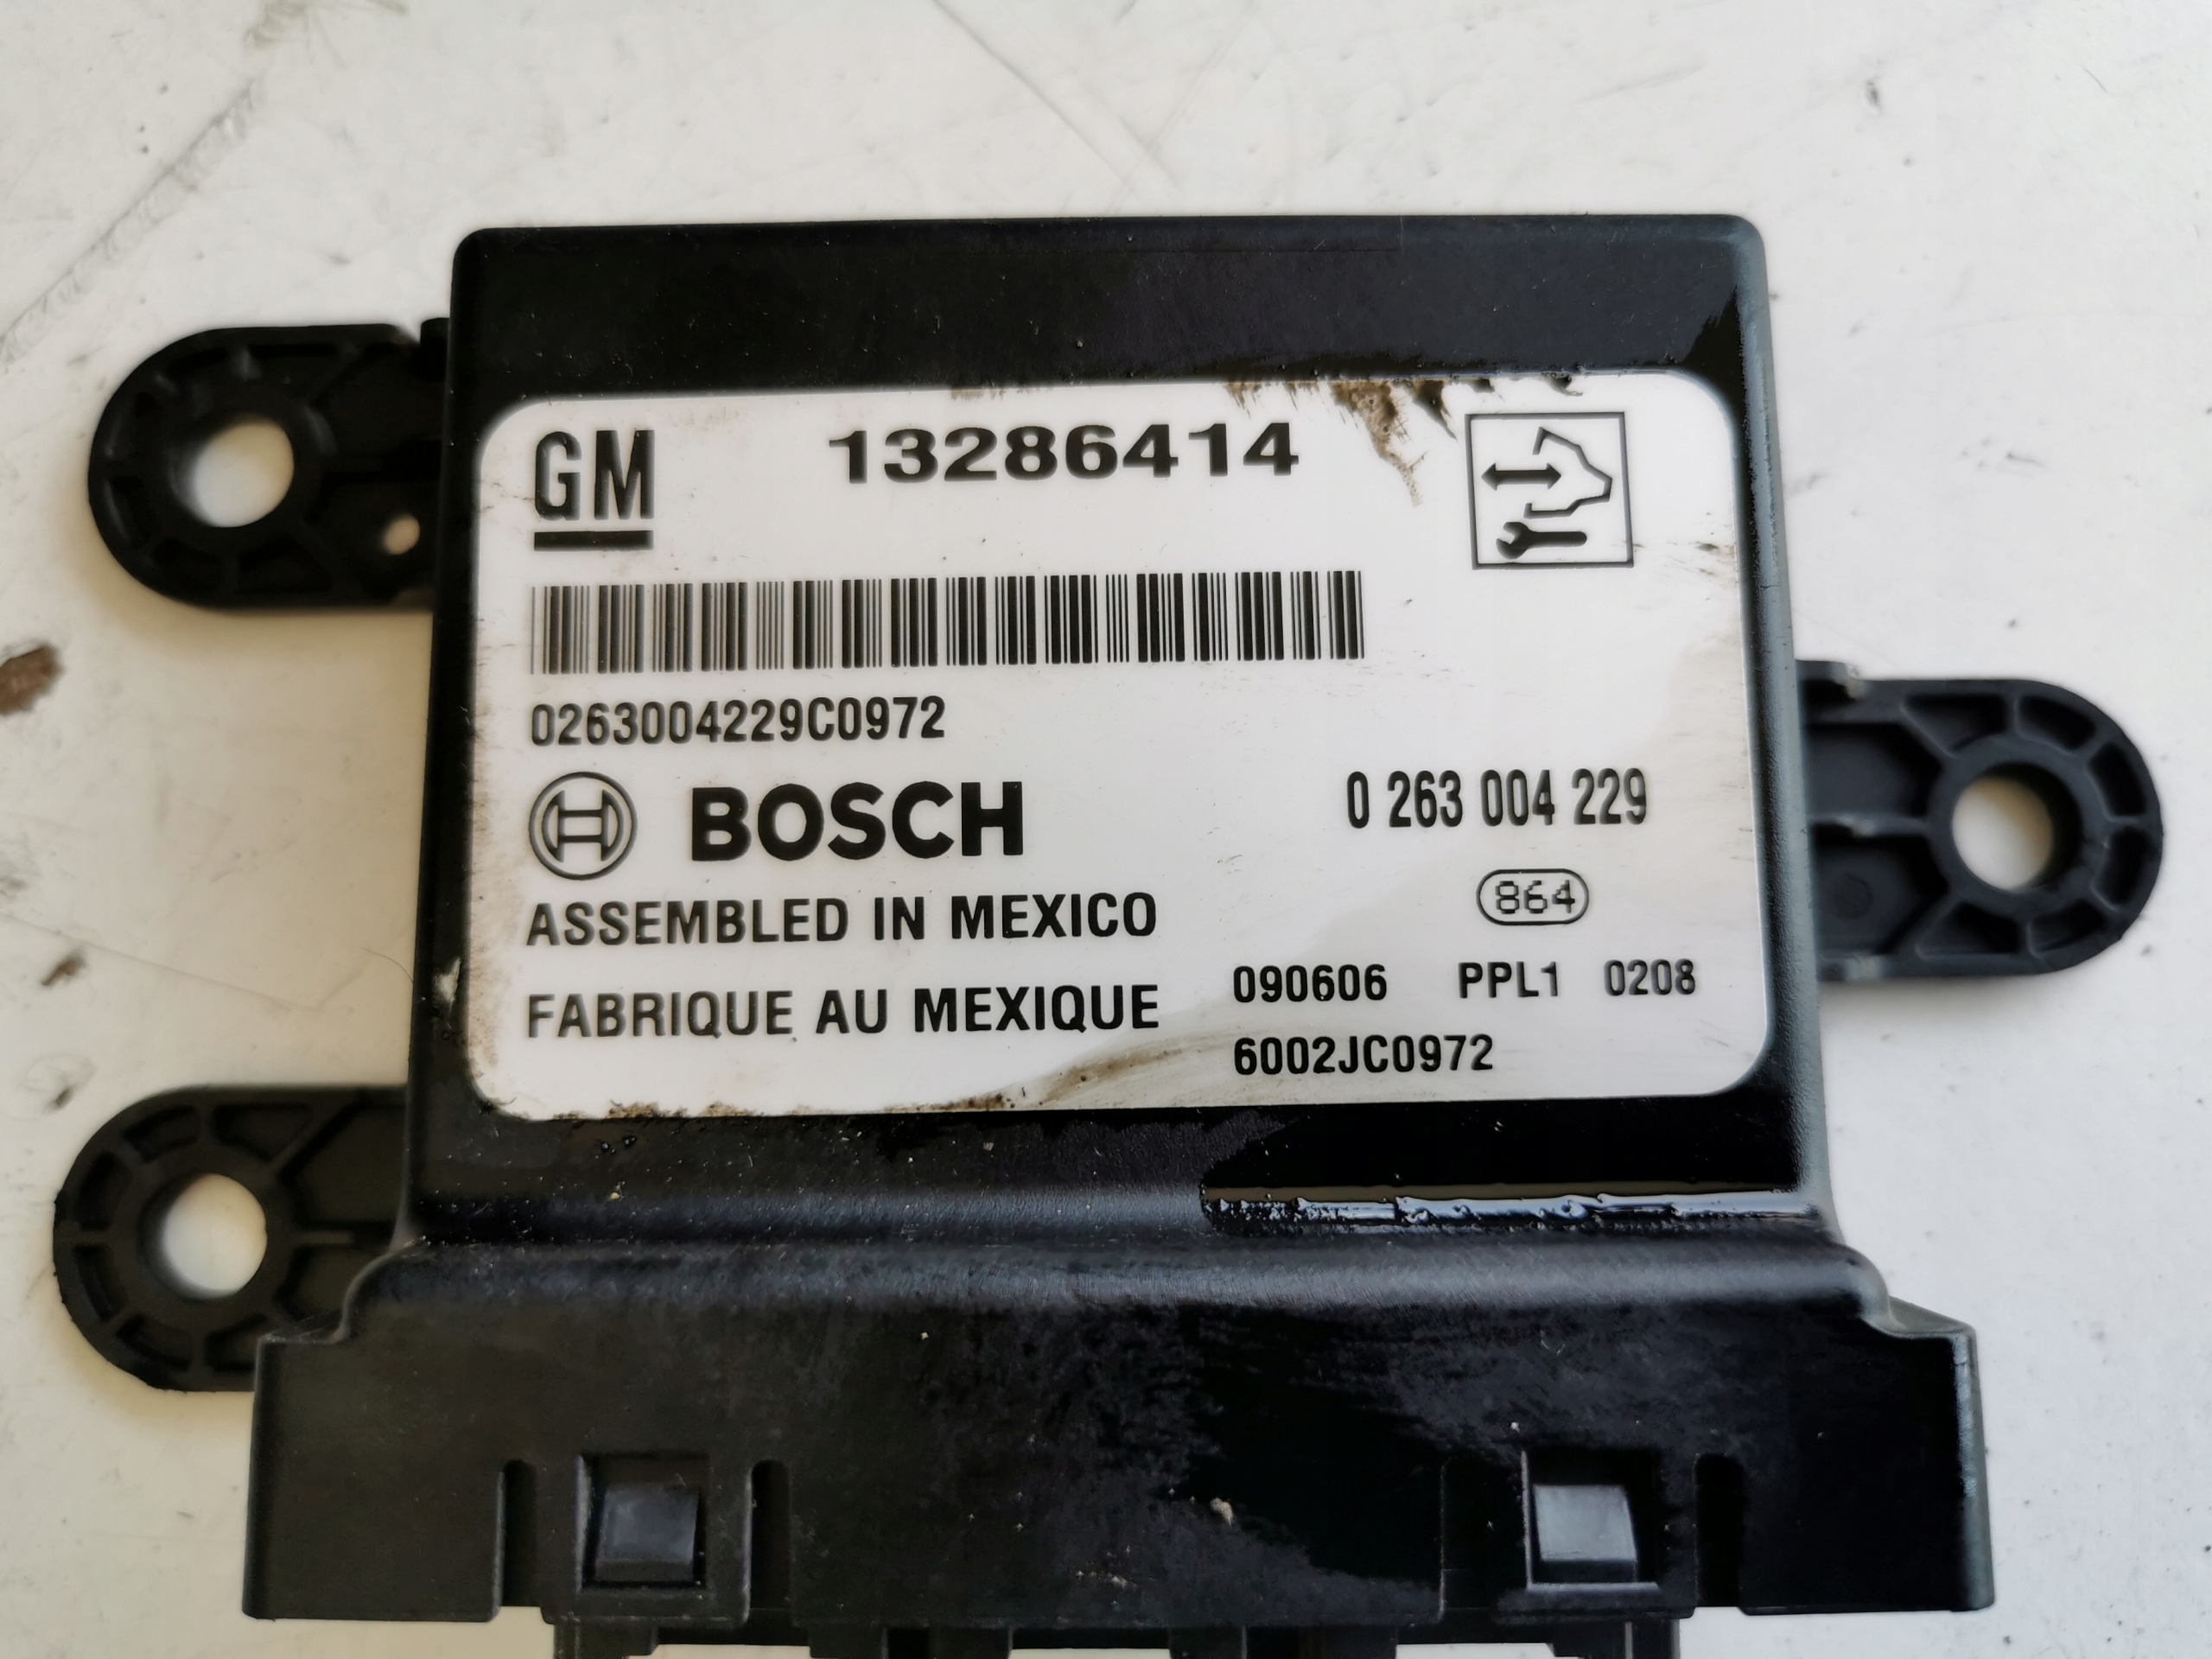 GM 13286414
0263004229C0972
BOSCH 0 263 004 229
864
ASSEMBLED IN MEXICO
FABRIQUE AU MEXIQUE
090606 PPL1 0208
6002JC0972